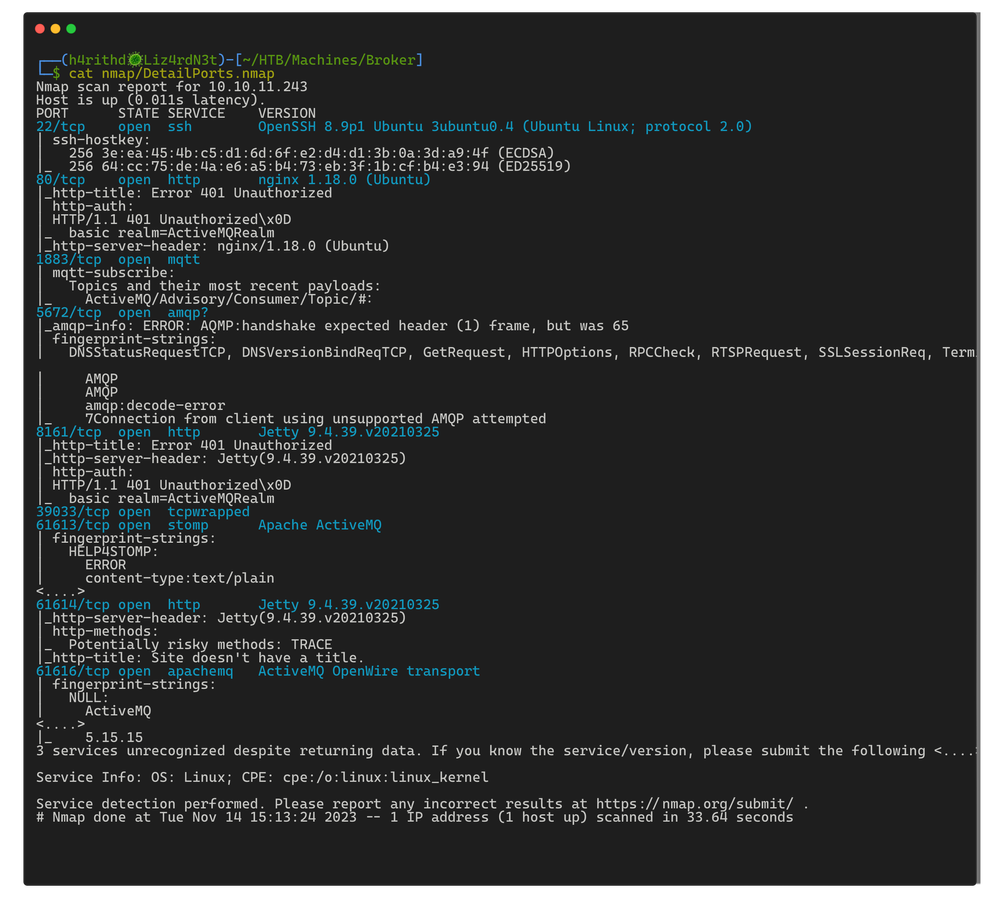 ┌──(h4rithd Liz4rdN3t)-[~/HTB/Machines/Broker]
└─$ cat nmap/DetailPorts.nmap
Nmap scan report for 10.10.11.243
Host is up (0.011s latency).
PORT      STATE SERVICE    VERSION
22/tcp    open  ssh        OpenSSH 8.9p1 Ubuntu 3ubuntu0.4 (Ubuntu Linux; protocol 2.0)
| ssh-hostkey:
|   256 3e:ea:45:4b:c5:d1:6d:6f:e2:d4:d1:3b:0a:3d:a9:4f (ECDSA)
|_  256 64:cc:75:de:4a:e6:a5:b4:73:eb:3f:1b:cf:b4:e3:94 (ED25519)
80/tcp    open  http       nginx 1.18.0 (Ubuntu)
|_http-title: Error 401 Unauthorized
| http-auth:
| HTTP/1.1 401 Unauthorized\x0D
|_  basic realm=ActiveMQRealm
|_http-server-header: nginx/1.18.0 (Ubuntu)
1883/tcp  open  mqtt
| mqtt-subscribe:
|   Topics and their most recent payloads:
|_    ActiveMQ/Advisory/Consumer/Topic/#:
5672/tcp  open  amqp?
|_amqp-info: ERROR: AQMP:handshake expected header (1) frame, but was 65
| fingerprint-strings:
|   DNSStatusRequestTCP, DNSVersionBindReqTCP, GetRequest, HTTPOptions, RPCCheck, RTSPRequest, SSLSessionReq, Term
|     AMQP
|     AMQP
|     amqp:decode-error
|_    7Connection from client using unsupported AMQP attempted
8161/tcp  open  http       Jetty 9.4.39.v20210325
|_http-title: Error 401 Unauthorized
|_http-server-header: Jetty(9.4.39.v20210325)
| http-auth:
| HTTP/1.1 401 Unauthorized\x0D
|_  basic realm=ActiveMQRealm
39033/tcp open  tcpwrapped
61613/tcp open  stomp      Apache ActiveMQ
| fingerprint-strings:
|   HELP4STOMP:
|     ERROR
|     content-type:text/plain
<....>
61614/tcp open  http       Jetty 9.4.39.v20210325
|_http-server-header: Jetty(9.4.39.v20210325)
| http-methods:
|_  Potentially risky methods: TRACE
|_http-title: Site doesn't have a title.
61616/tcp open  apachemq   ActiveMQ OpenWire transport
| fingerprint-strings:
|   NULL:
|     ActiveMQ
<....>
|_    5.15.15
3 services unrecognized despite returning data. If you know the service/version, please submit the following <....>
Service Info: OS: Linux; CPE: cpe:/o:linux:linux_kernel
Service detection performed. Please report any incorrect results at https://nmap.org/submit/ .
# Nmap done at Tue Nov 14 15:13:24 2023 -- 1 IP address (1 host up) scanned in 33.64 seconds